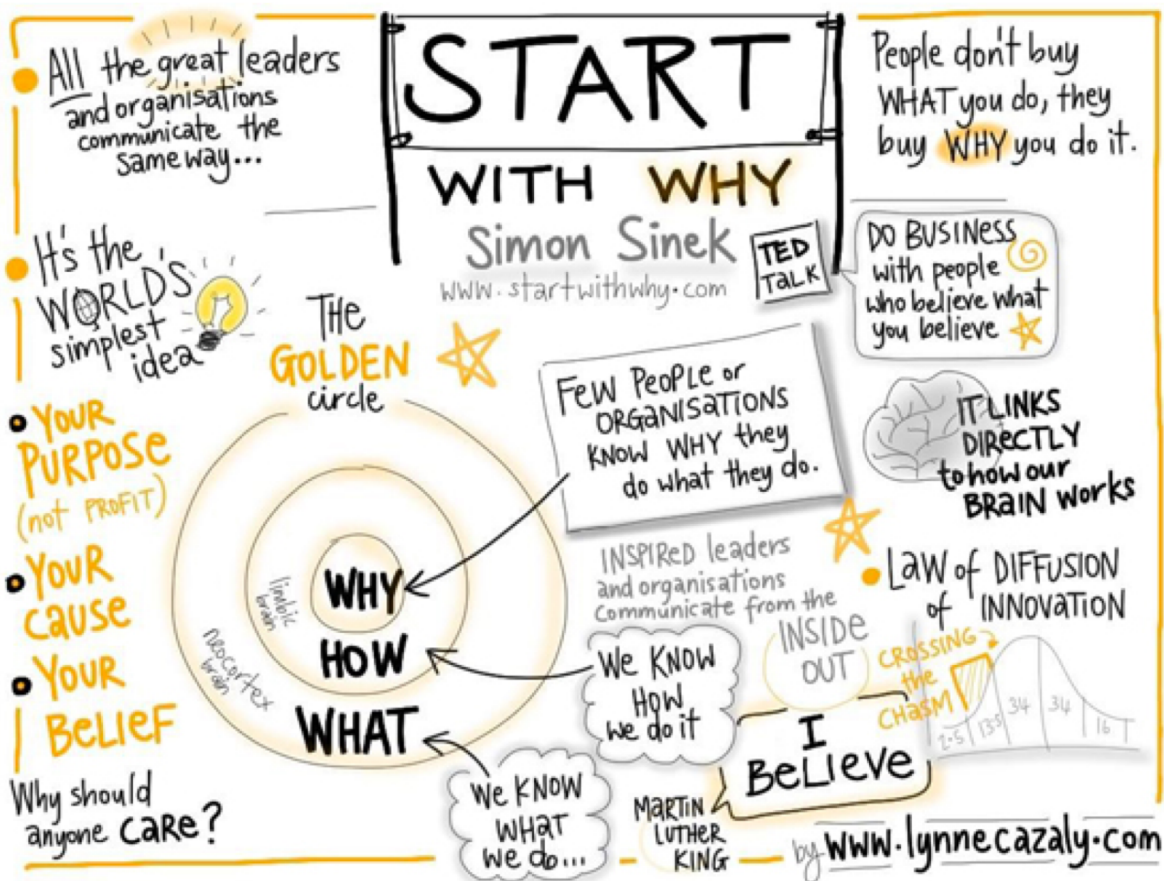 START
WITH WHY
Simon Sinek
www.startwithwhy.com
TED
TALK
All the great leaders
and organisations
communicate the
same way...
It's the
WORLD'S
simplest
idea
YOUR
PURPOSE
(not PROFIT)
YOUR
CAUSE
YOUR
BELIEF
Why should
anyone CARE?
THE
GOLDEN
circle
WHY
limbic
brain
HOW
neocortex
brain
WHAT
FEW PEOPLE or
ORGANISATIONS
KNOW WHY they
do what they do.
INSPIRED leaders
and organisations
communicate from the
INSIDE
OUT
We KNOW
HOW
we do it
We KNOW
WHAT
we do...
People don't buy
WHAT you do, they
buy WHY you do it.
DO BUSINESS
with people
who believe what
you believe
IT LINKS
DIRECTLY
to how our
BRAIN works
LAW of DIFFUSION
of INNOVATION
CROSSING
the
CHASM
2.5 13.5 34 34 16
I
BELIEVE
MARTIN
LUTHER
KING
by www.lynnecazaly.com